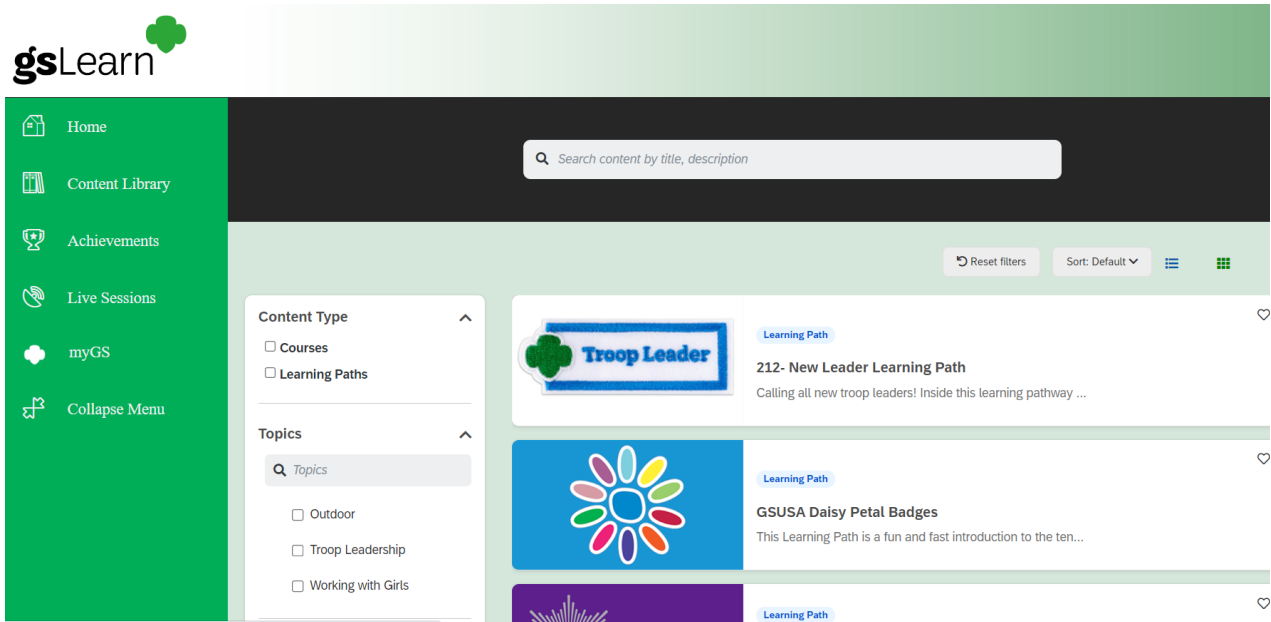 gsLearn
Home
Content Library
Achievements
Live Sessions
myGS
Collapse Menu
Search content by title, description
Reset filters
Sort: Default
Content Type
Courses
Learning Paths
Topics
Topics
Outdoor
Troop Leadership
Working with Girls
Troop Leader
Learning Path
212- New Leader Learning Path
Calling all new troop leaders! Inside this learning pathway ...
Learning Path
GSUSA Daisy Petal Badges
This Learning Path is a fun and fast introduction to the ten...
Learning Path